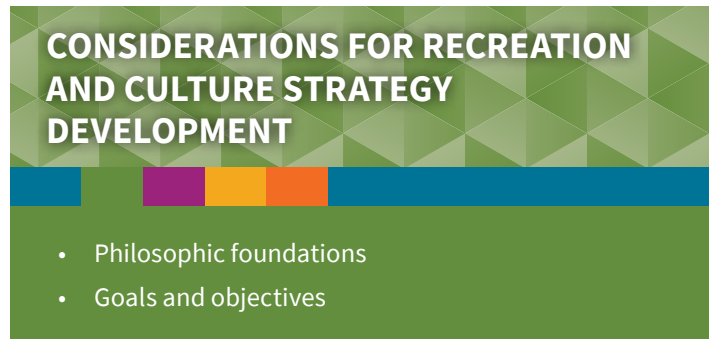 CONSIDERATIONS FOR RECREATION
AND CULTURE STRATEGY
DEVELOPMENT
• Philosophic foundations
• Goals and objectives